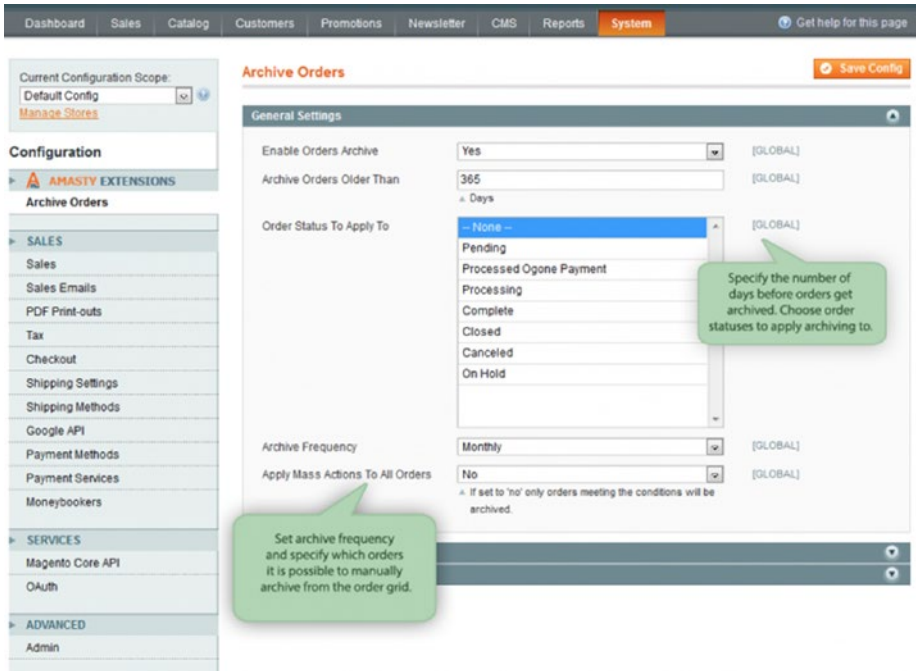 Dashboard Sales Catalog Customers Promotions Newsletter CMS Reports System Get help for this page
Current Configuration Scope:
Default Config
Manage Stores
Configuration
AMASTY EXTENSIONS
Archive Orders
SALES
Sales
Sales Emails
PDF Print-outs
Tax
Checkout
Shipping Settings
Shipping Methods
Google API
Payment Methods
Payment Services
Moneybookers
SERVICES
Magento Core API
OAuth
ADVANCED
Admin
Archive Orders Save Config
General Settings
Enable Orders Archive Yes [GLOBAL]
Archive Orders Older Than 365 [GLOBAL]
Days
Order Status To Apply To -- None -- [GLOBAL]
Pending
Processed Ogone Payment
Processing
Complete
Closed
Canceled
On Hold
Specify the number of
days before orders get
archived. Choose order
statuses to apply archiving to.
Archive Frequency Monthly [GLOBAL]
Apply Mass Actions To All Orders No [GLOBAL]
If set to 'no' only orders meeting the conditions will be
archived.
Set archive frequency
and specify which orders
it is possible to manually
archive from the order grid.